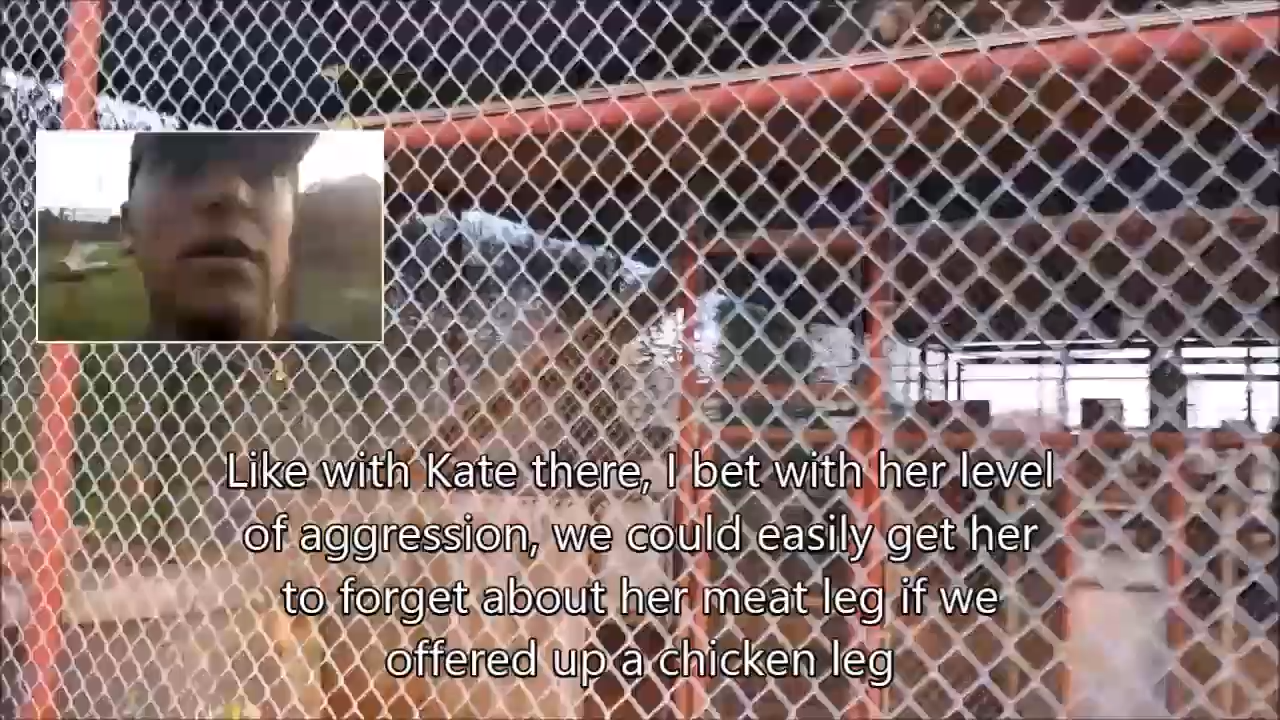 Like with Kate there, I bet with her level
of aggression, we could easily get her
to forget about her meat leg if we
offered up a chicken leg